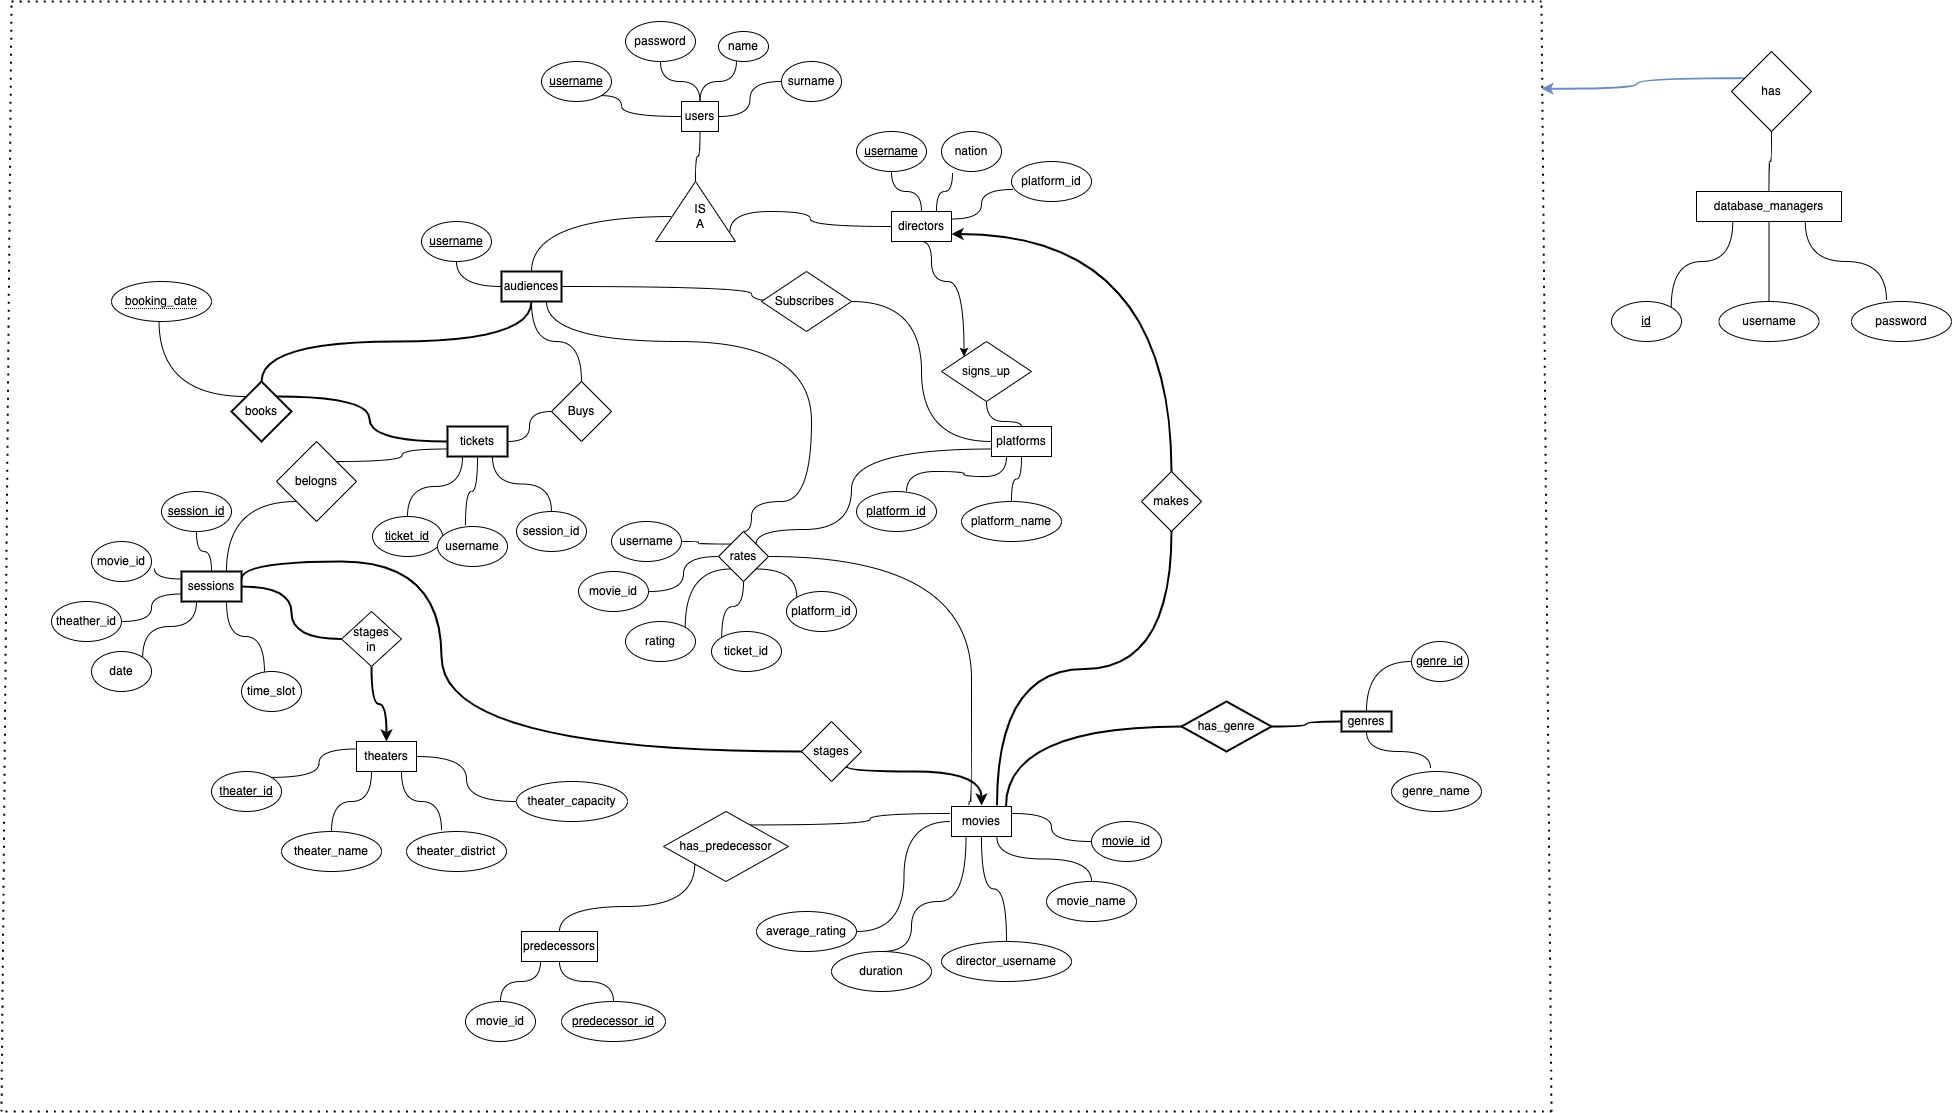 password
name
username
surname
users
has
username
nation
platform_id
IS
A
database_managers
directors
username
audiences
booking_date
Subscribes
id
username
password
signs_up
books
Buys
tickets
platforms
belogns
makes
session_id
platform_id
platform_name
ticket_id
username
session_id
username
rates
movie_id
sessions
movie_id
platform_id
theather_id
stages
in
rating
ticket_id
date
time_slot
genre_id
has_genre
genres
stages
theaters
theater_id
theater_capacity
genre_name
movies
theater_name
theater_district
has_predecessor
movie_id
movie_name
average_rating
predecessors
director_username
duration
movie_id
predecessor_id